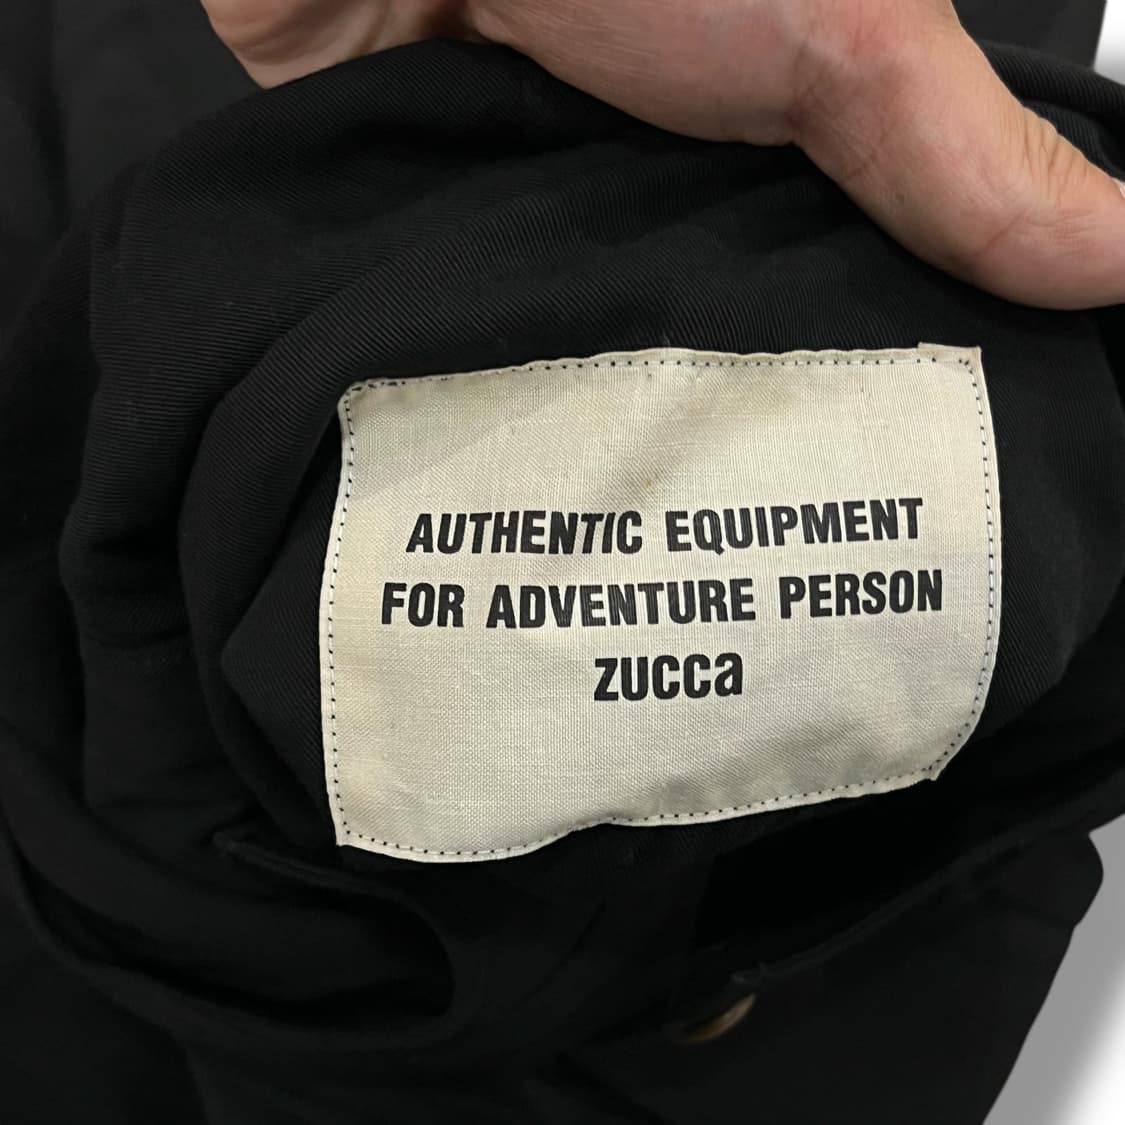 AUTHENTIC EQUIPMENT
FOR ADVENTURE PERSON
zucca